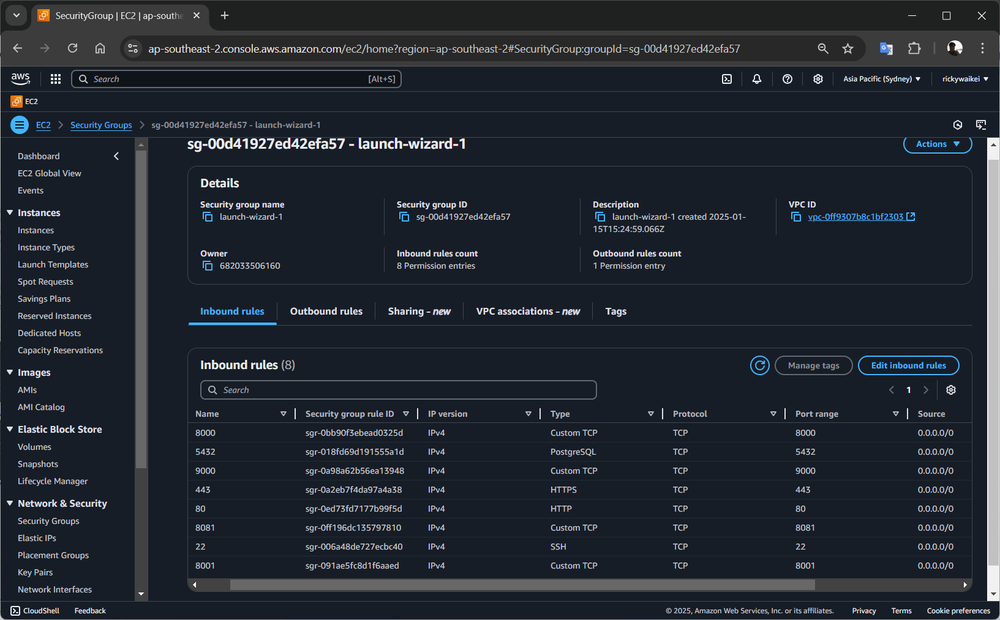 SecurityGroup | EC2 | ap-southe
ap-southeast-2.console.aws.amazon.com/ec2/home?region=ap-southeast-2#SecurityGroup:groupId=sg-00d41927ed42efa57
aws Search [Alt+S] Asia Pacific (Sydney) rickywaikei
EC2
EC2 Security Groups sg-00d41927ed42efa57 - launch-wizard-1
Dashboard
EC2 Global View
Events
Instances
Instances
Instance Types
Launch Templates
Spot Requests
Savings Plans
Reserved Instances
Dedicated Hosts
Capacity Reservations
Images
AMIs
AMI Catalog
Elastic Block Store
Volumes
Snapshots
Lifecycle Manager
Network & Security
Security Groups
Elastic IPs
Placement Groups
Key Pairs
Network Interfaces
sg-00d41927ed42efa57 - launch-wizard-1 Actions
Details
Security group name
launch-wizard-1
Security group ID
sg-00d41927ed42efa57
Description
launch-wizard-1 created 2025-01-
15T15:24:59.066Z
VPC ID
vpc-0ff9307b8c1bf2303
Owner
682033506160
Inbound rules count
8 Permission entries
Outbound rules count
1 Permission entry
Inbound rules Outbound rules Sharing - new VPC associations - new Tags
Inbound rules (8) Manage tags Edit inbound rules
Search 1
Name Security group rule ID IP version Type Protocol Port range Source
8000 sgr-0bb90f3ebead0325d IPv4 Custom TCP TCP 8000 0.0.0.0/0
5432 sgr-018fd69d191555a1d IPv4 PostgreSQL TCP 5432 0.0.0.0/0
9000 sgr-0a98a62b56ea13948 IPv4 Custom TCP TCP 9000 0.0.0.0/0
443 sgr-0a2eb7f4da97a4a38 IPv4 HTTPS TCP 443 0.0.0.0/0
80 sgr-0ed73fd7177b99f5d IPv4 HTTP TCP 80 0.0.0.0/0
8081 sgr-0ff196dc135797810 IPv4 Custom TCP TCP 8081 0.0.0.0/0
22 sgr-006a48de727ecbc40 IPv4 SSH TCP 22 0.0.0.0/0
8001 sgr-091ae5fc8d1f6aaed IPv4 Custom TCP TCP 8001 0.0.0.0/0
CloudShell Feedback © 2025, Amazon Web Services, Inc. or its affiliates. Privacy Terms Cookie preferences